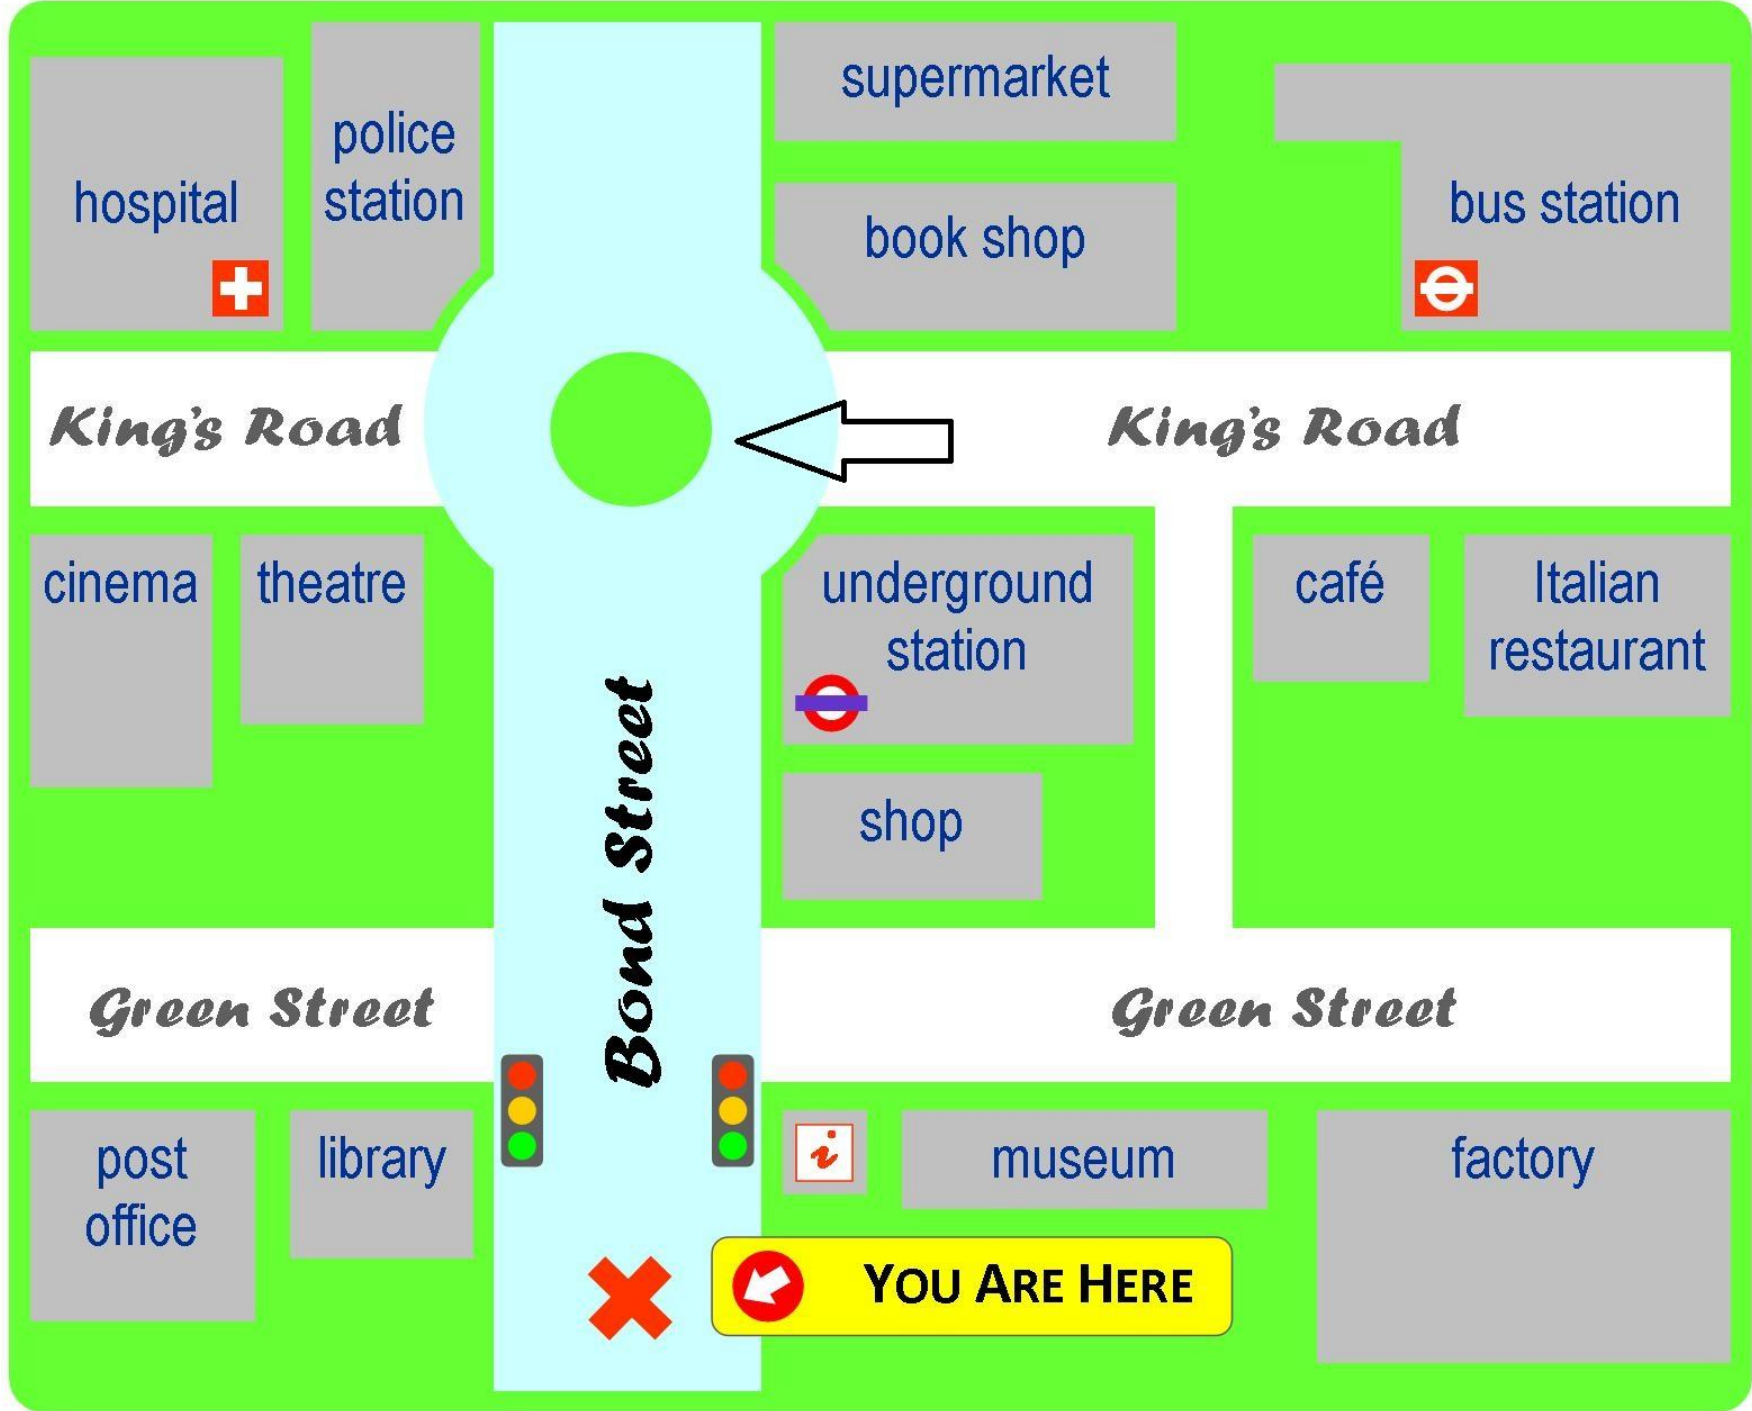 supermarket
police
station
hospital
book shop
bus station
King's Road
King's Road
cinema
theatre
underground
station
café
Italian
restaurant
Bond Street
shop
Green Street
Green Street
post
office
library
i
museum
factory
YOU ARE HERE